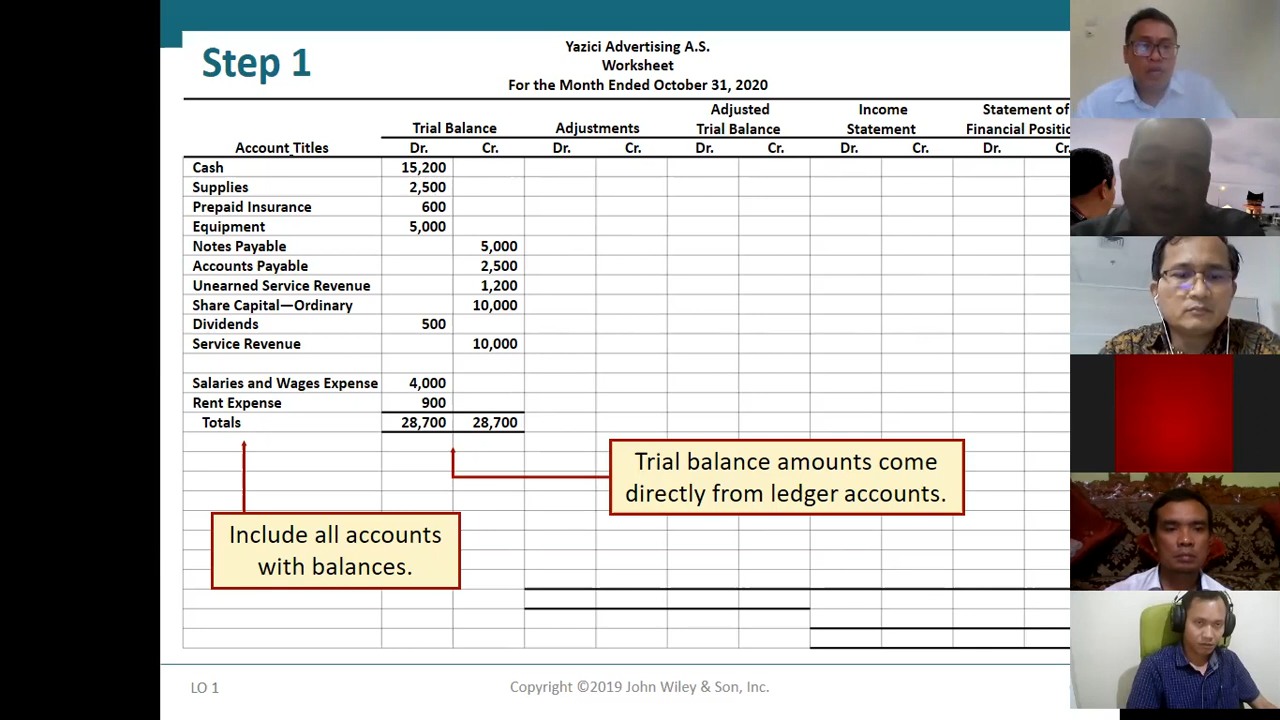 Step 1
Yazici Advertising A.S.
Worksheet
For the Month Ended October 31, 2020
Account Titles
Trial Balance
Adjustments
Adjusted
Trial Balance
Income
Statement
Statement of
Financial Positio
Dr. Cr. Dr. Cr. Dr. Cr. Dr. Cr. Dr. Cr.
Cash 15,200
Supplies 2,500
Prepaid Insurance 600
Equipment 5,000
Notes Payable 5,000
Accounts Payable 2,500
Unearned Service Revenue 1,200
Share Capital—Ordinary 10,000
Dividends 500
Service Revenue 10,000
Salaries and Wages Expense 4,000
Rent Expense 900
Totals 28,700 28,700
Trial balance amounts come
directly from ledger accounts.
Include all accounts
with balances.
LO 1
Copyright ©2019 John Wiley & Son, Inc.